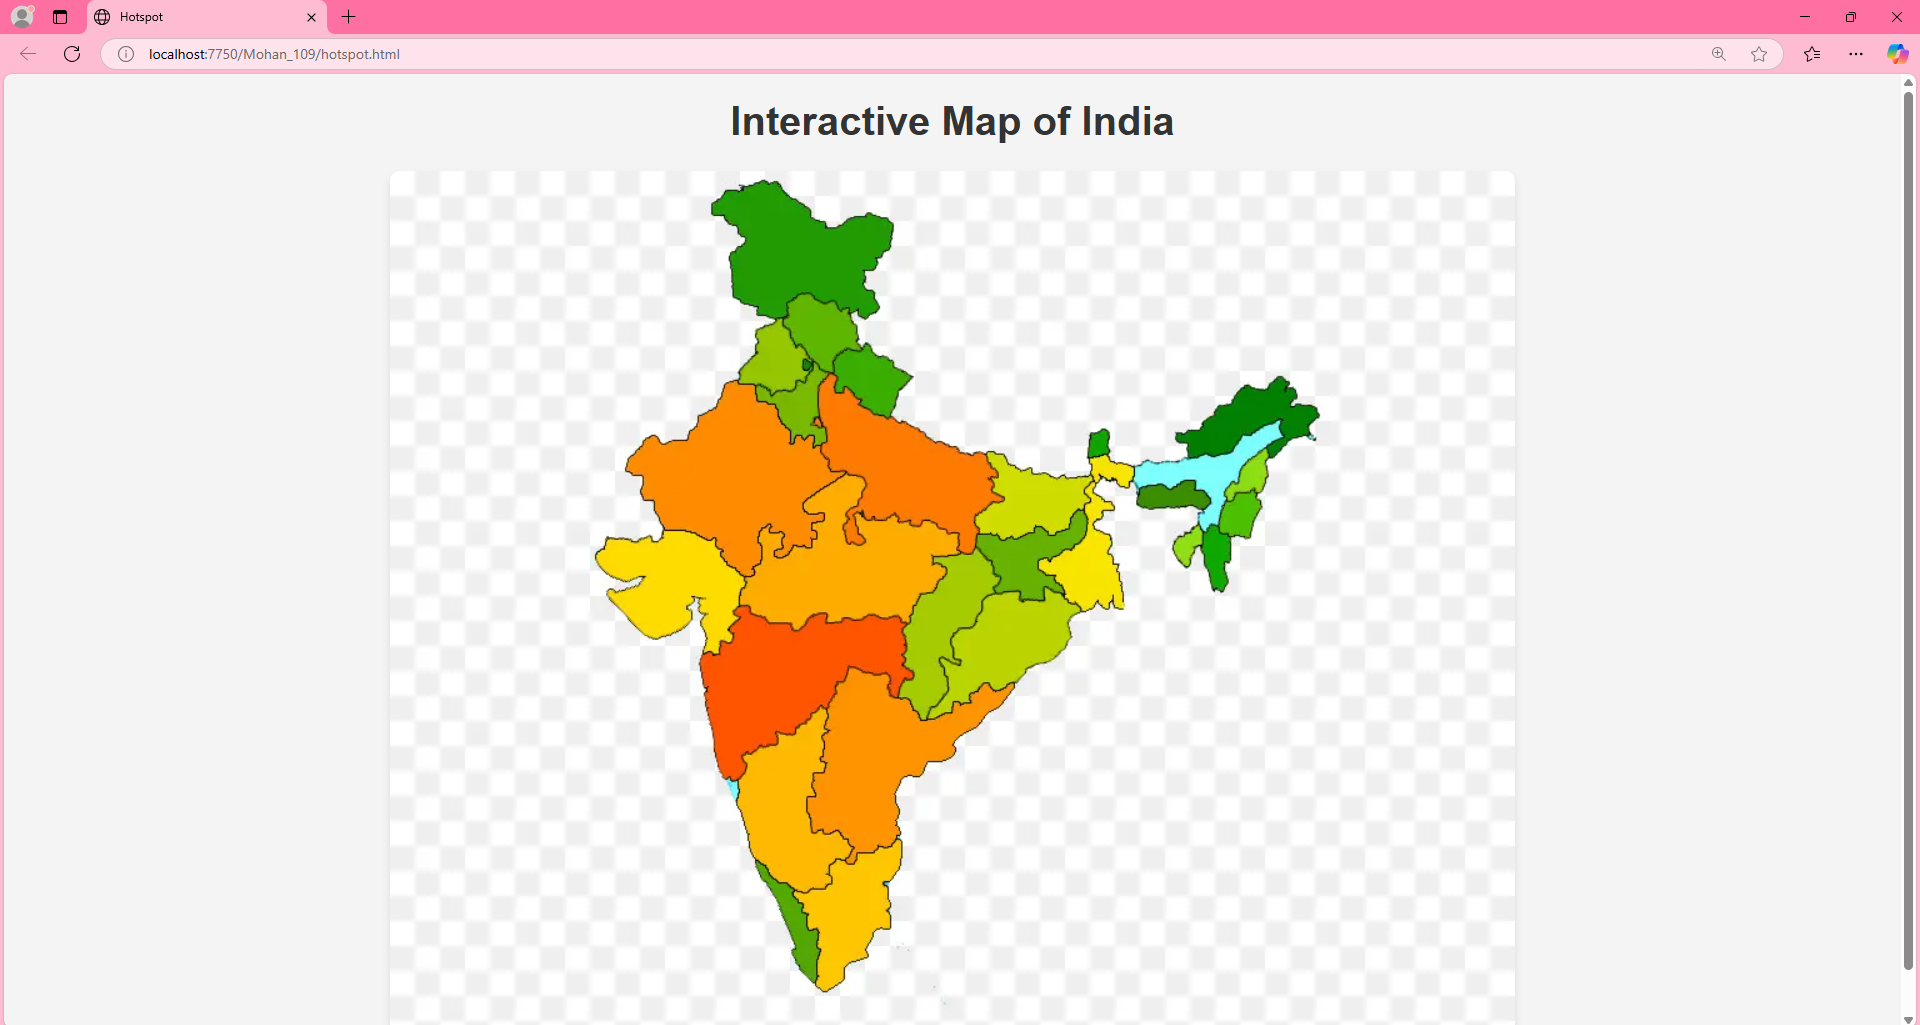 Hotspot
localhost:7750/Mohan_109/hotspot.html
Interactive Map of India